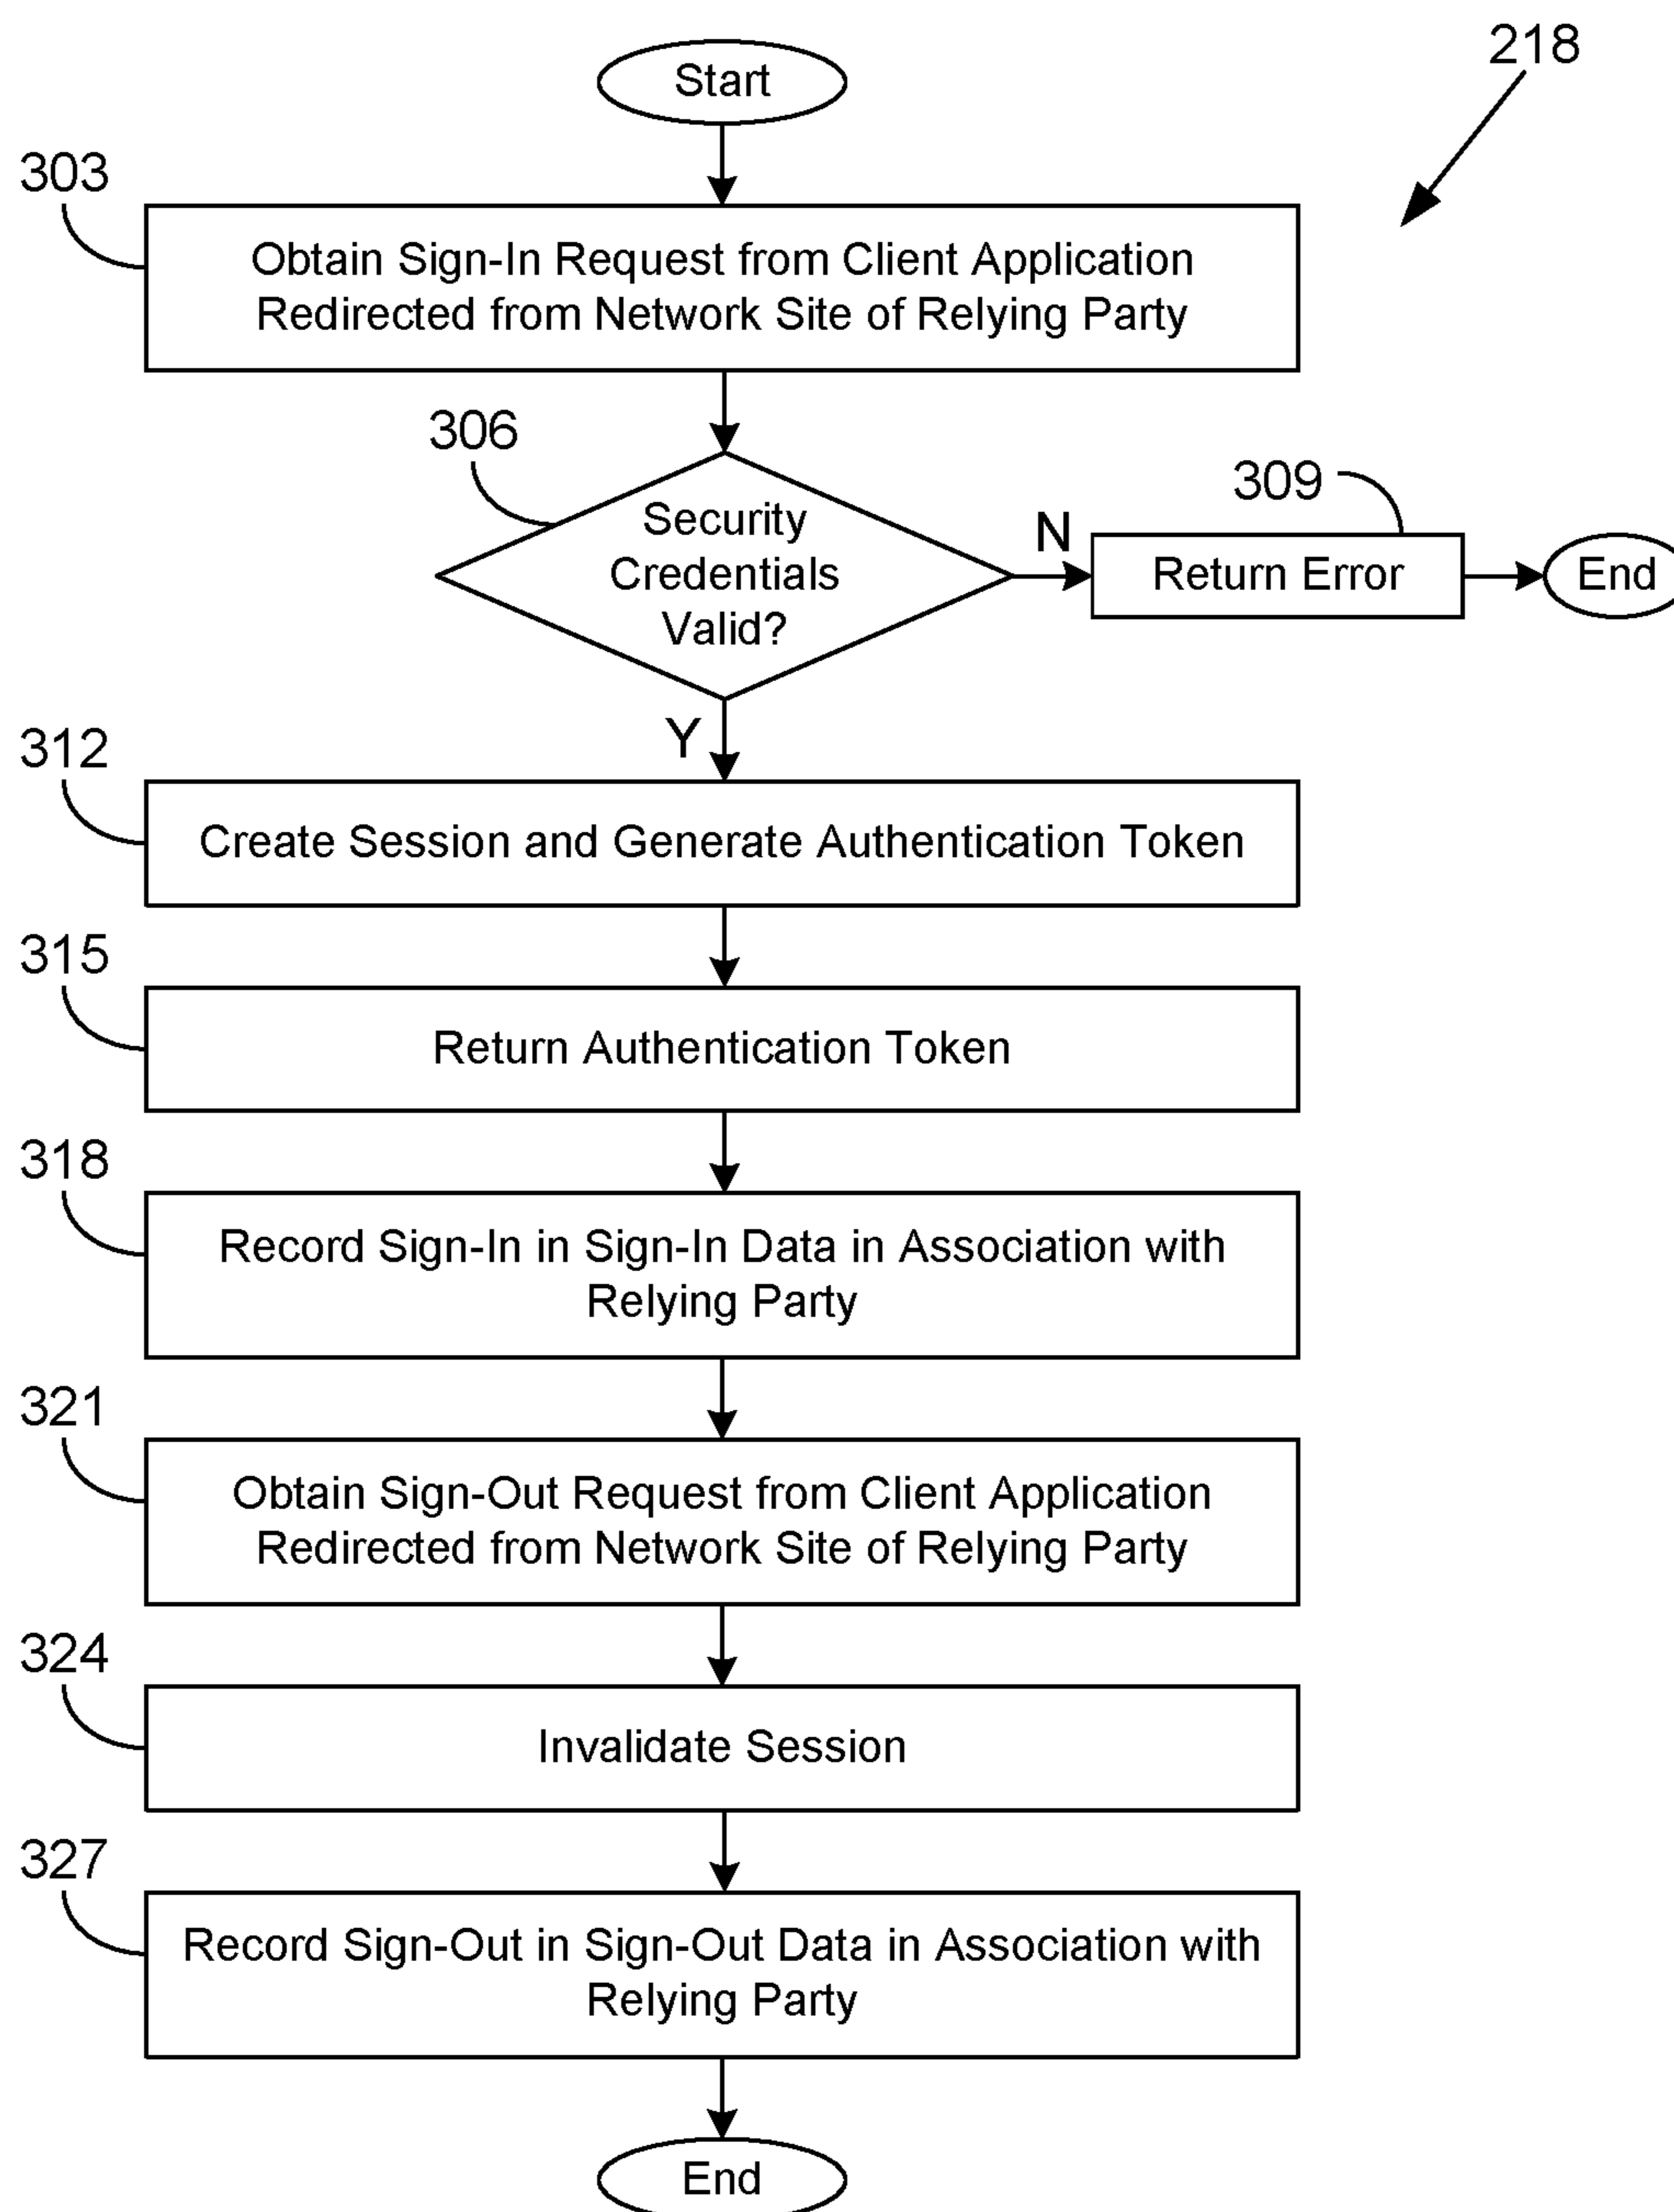 218
Start
303
Obtain Sign-In Request from Client Application
Redirected from Network Site of Relying Party
306
Security
Credentials
Valid?
N
309
Return Error
End
Y
312
Create Session and Generate Authentication Token
315
Return Authentication Token
318
Record Sign-In in Sign-In Data in Association with
Relying Party
321
Obtain Sign-Out Request from Client Application
Redirected from Network Site of Relying Party
324
Invalidate Session
327
Record Sign-Out in Sign-Out Data in Association with
Relying Party
End